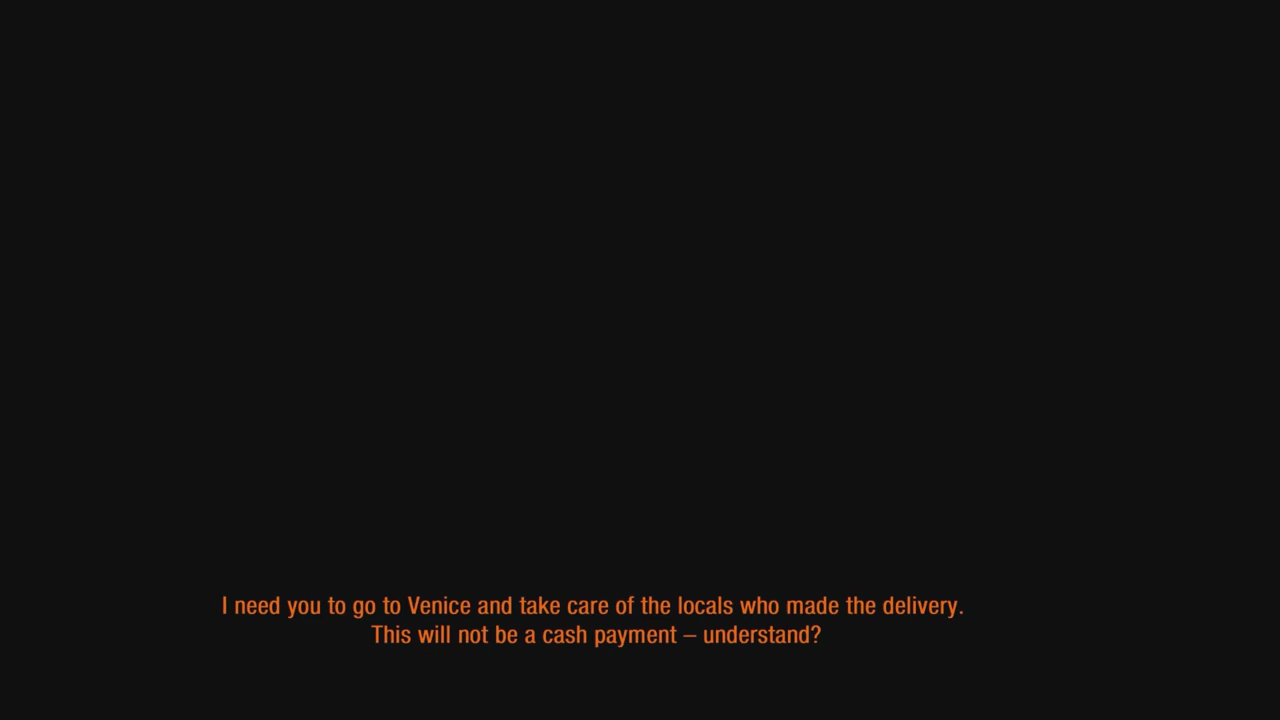 I need you to go to Venice and take care of the locals who made the delivery.
This will not be a cash payment – understand?